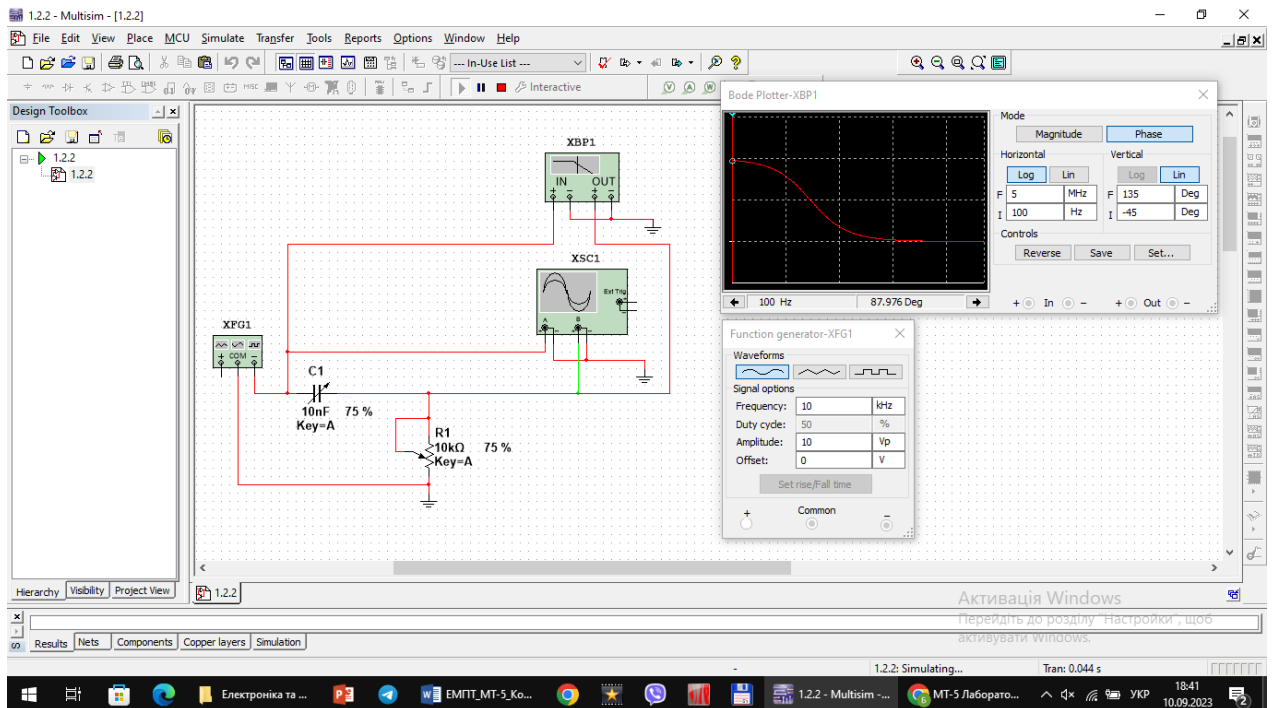 1.2.2 - Multisim - [1.2.2]
File Edit View Place MCU Simulate Transfer Tools Reports Options Window Help
--- In-Use List ---
Interactive
Design Toolbox
1.2.2
1.2.2
Hierarchy Visibility Project View
XBP1
IN OUT
+ − + −
XSC1
Ext Trig
A B
XFG1
+ COM −
C1
10nF 75 %
Key=A
R1
10kΩ 75 %
Key=A
Bode Plotter-XBP1
Mode
Magnitude Phase
Horizontal Vertical
Log Lin Log Lin
F 5 MHz F 135 Deg
I 100 Hz I -45 Deg
Controls
Reverse Save Set...
100 Hz 87.976 Deg
+ In − + Out −
Function generator-XFG1
Waveforms
Signal options
Frequency: 10 kHz
Duty cycle: 50 %
Amplitude: 10 Vp
Offset: 0 V
Set rise/Fall time
+ Common −
1.2.2
Активація Windows
Перейдіть до розділу "Настройки", щоб
активувати Windows.
Results Nets Components Copper layers Simulation
- 1.2.2: Simulating... Tran: 0.044 s
Електроніка та ... ЕМПТ_МТ-5_Ко... 1.2.2 - Multisim -... МТ-5 Лаборато... УКР 18:41
10.09.2023
2